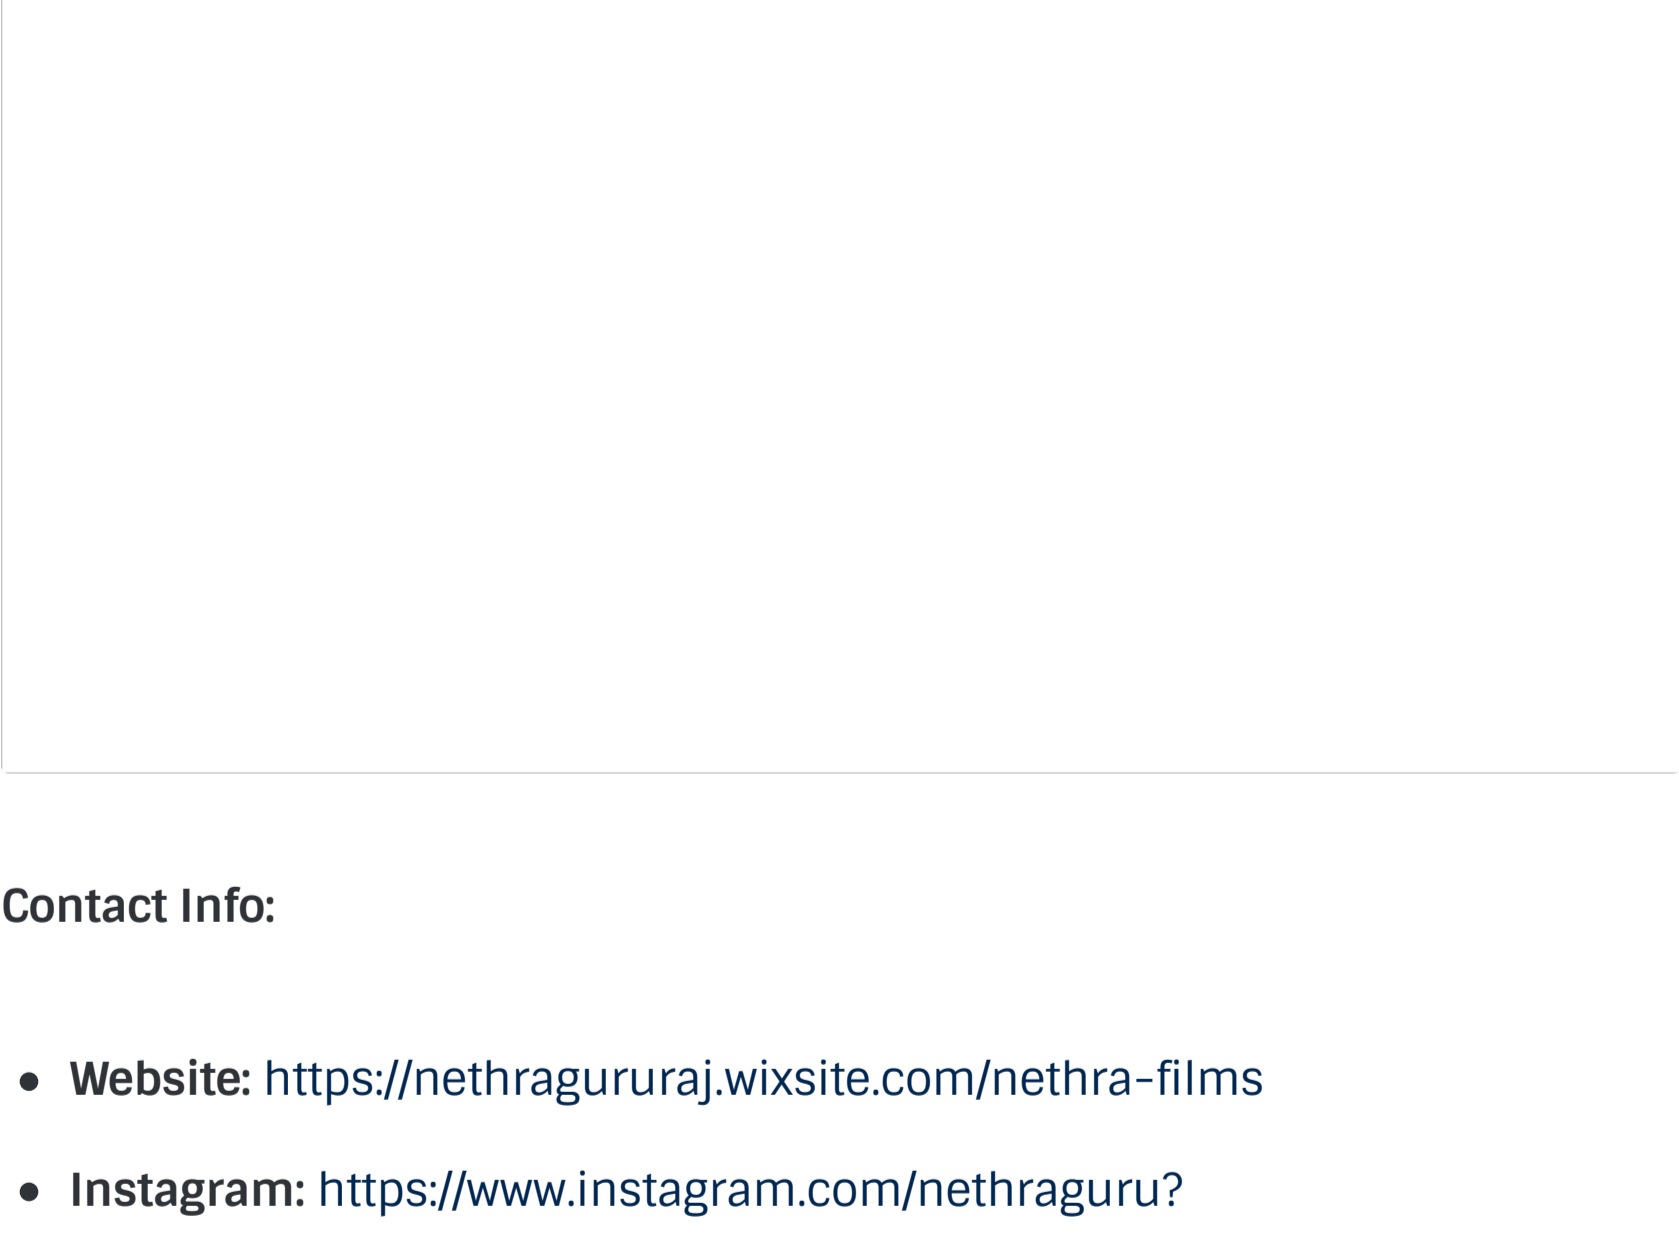 Contact Info:
• Website: https://nethragururaj.wixsite.com/nethra-films
• Instagram: https://www.instagram.com/nethraguru?